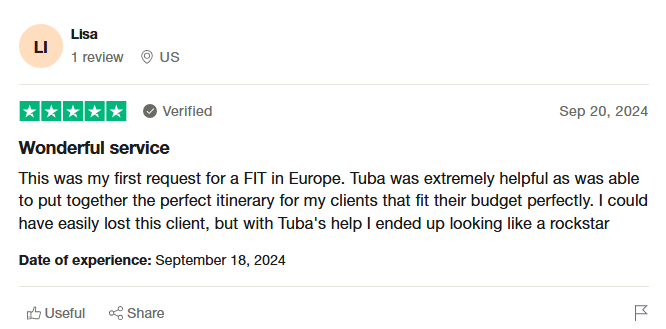 LI
Lisa
1 review US
Verified Sep 20, 2024
Wonderful service
This was my first request for a FIT in Europe. Tuba was extremely helpful as was able
to put together the perfect itinerary for my clients that fit their budget perfectly. I could
have easily lost this client, but with Tuba's help I ended up looking like a rockstar
Date of experience: September 18, 2024
Useful Share